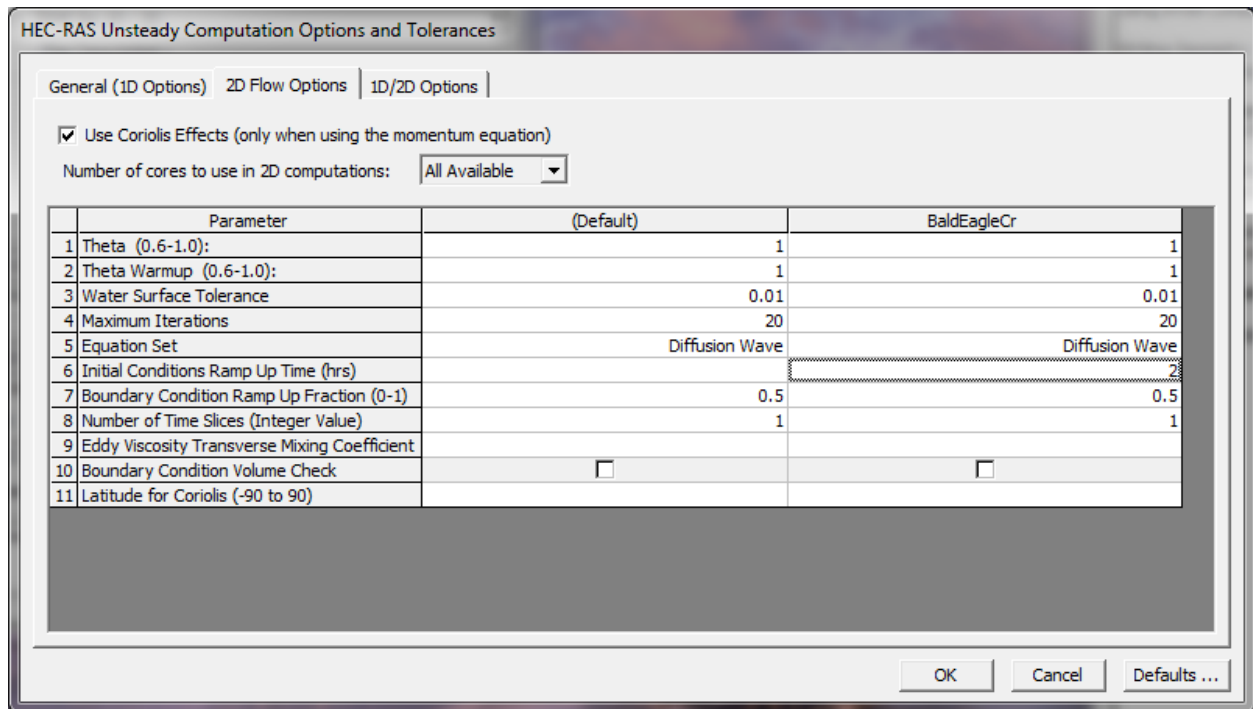 HEC-RAS Unsteady Computation Options and Tolerances
General (1D Options) 2D Flow Options 1D/2D Options
Use Coriolis Effects (only when using the momentum equation)
Number of cores to use in 2D computations: All Available
Parameter (Default) BaldEagleCr
1 Theta (0.6-1.0): 1 1
2 Theta Warmup (0.6-1.0): 1 1
3 Water Surface Tolerance 0.01 0.01
4 Maximum Iterations 20 20
5 Equation Set Diffusion Wave Diffusion Wave
6 Initial Conditions Ramp Up Time (hrs) 2
7 Boundary Condition Ramp Up Fraction (0-1) 0.5 0.5
8 Number of Time Slices (Integer Value) 1 1
9 Eddy Viscosity Transverse Mixing Coefficient
10 Boundary Condition Volume Check
11 Latitude for Coriolis (-90 to 90)
OK Cancel Defaults ...